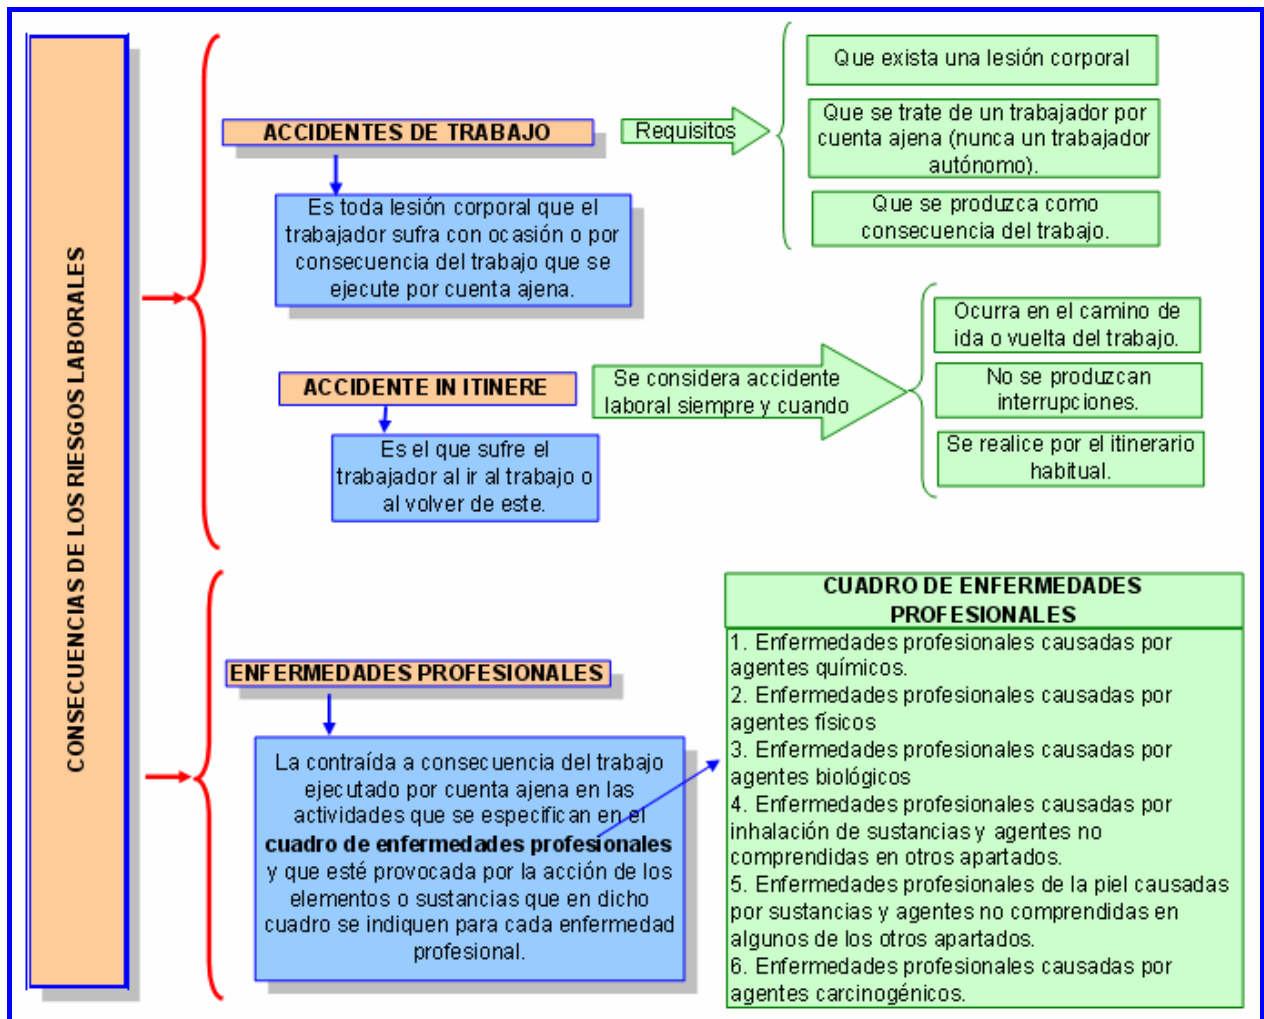 CONSECUENCIAS DE LOS RIESGOS LABORALES
ACCIDENTES DE TRABAJO
Es toda lesión corporal que el
trabajador sufra con ocasión o por
consecuencia del trabajo que se
ejecute por cuenta ajena.
Requisitos
Que exista una lesión corporal
Que se trate de un trabajador por
cuenta ajena (nunca un trabajador
autónomo).
Que se produzca como
consecuencia del trabajo.
ACCIDENTE IN ITINERE
Es el que sufre el
trabajador al ir al trabajo o
al volver de este.
Se considera accidente
laboral siempre y cuando
Ocurra en el camino de
ida o vuelta del trabajo.
No se produzcan
interrupciones.
Se realice por el itinerario
habitual.
ENFERMEDADES PROFESIONALES
La contraída a consecuencia del trabajo
ejecutado por cuenta ajena en las
actividades que se especifican en el
cuadro de enfermedades profesionales
y que esté provocada por la acción de los
elementos o sustancias que en dicho
cuadro se indiquen para cada enfermedad
profesional.
CUADRO DE ENFERMEDADES
PROFESIONALES
1. Enfermedades profesionales causadas por
agentes químicos.
2. Enfermedades profesionales causadas por
agentes físicos
3. Enfermedades profesionales causadas por
agentes biológicos
4. Enfermedades profesionales causadas por
inhalación de sustancias y agentes no
comprendidas en otros apartados.
5. Enfermedades profesionales de la piel causadas
por sustancias y agentes no comprendidas en
algunos de los otros apartados.
6. Enfermedades profesionales causadas por
agentes carcinogénicos.